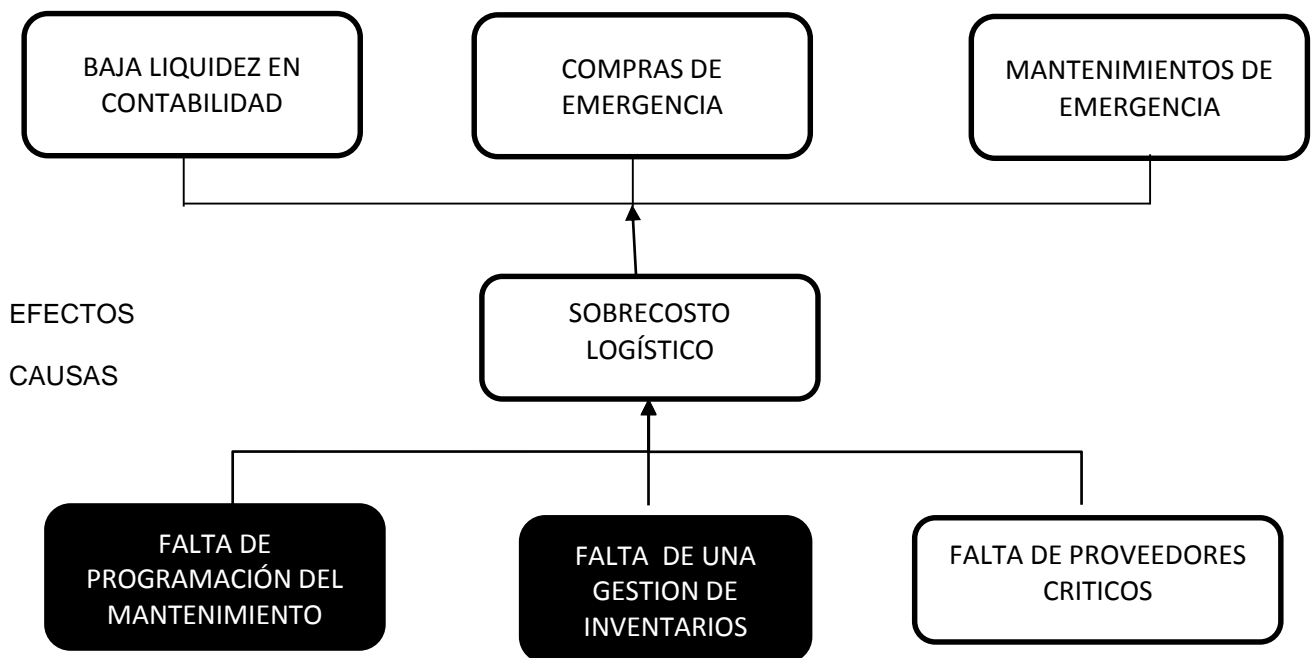 BAJA LIQUIDEZ EN
CONTABILIDAD
COMPRAS DE
EMERGENCIA
MANTENIMIENTOS DE
EMERGENCIA
EFECTOS
CAUSAS
SOBRECOSTO
LOGÍSTICO
FALTA DE
PROGRAMACIÓN DEL
MANTENIMIENTO
FALTA DE UNA
GESTION DE
INVENTARIOS
FALTA DE PROVEEDORES
CRITICOS